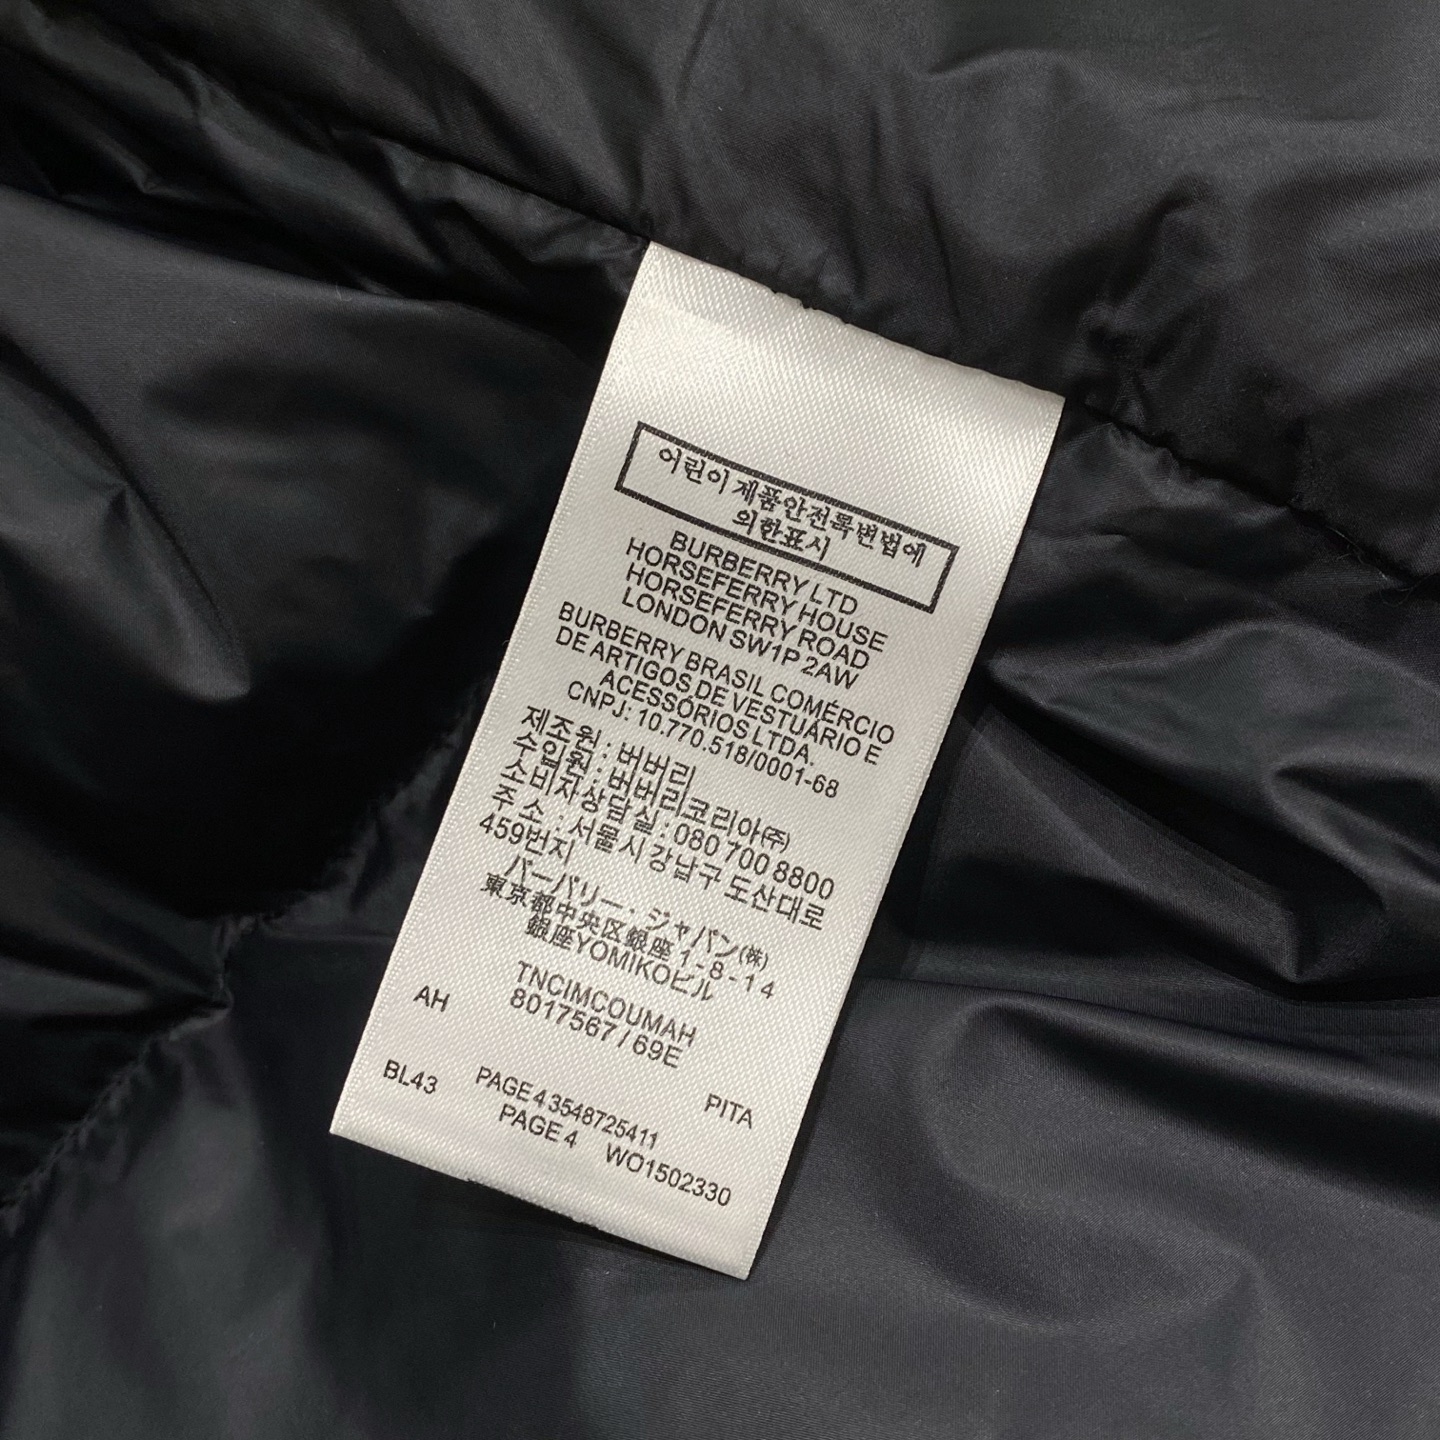 어린이제품안전특별법에
의한표시
BURBERRY LTD
HORSEFERRY HOUSE
HORSEFERRY ROAD
LONDON SW1P 2AW
BURBERRY BRASIL COMÉRCIO
DE ARTIGOS DE VESTUÁRIO E
ACESSÓRIOS LTDA.
CNPJ: 10.770.518/0001-68
제조원 : 버버리
수입원 : 버버리코리아(주)
소비자상담실 : 080 700 8800
주 소 : 서울시 강남구 도산대로
459번지
バーバリー・ジャパン(株)
東京都中央区銀座 1 - 8 - 1 4
銀座YOMIKOビル
TNCIMCOUMAH
AH 8017567 / 69E
BL43 PAGE 4 3548725411 PITA
PAGE 4 WO1502330